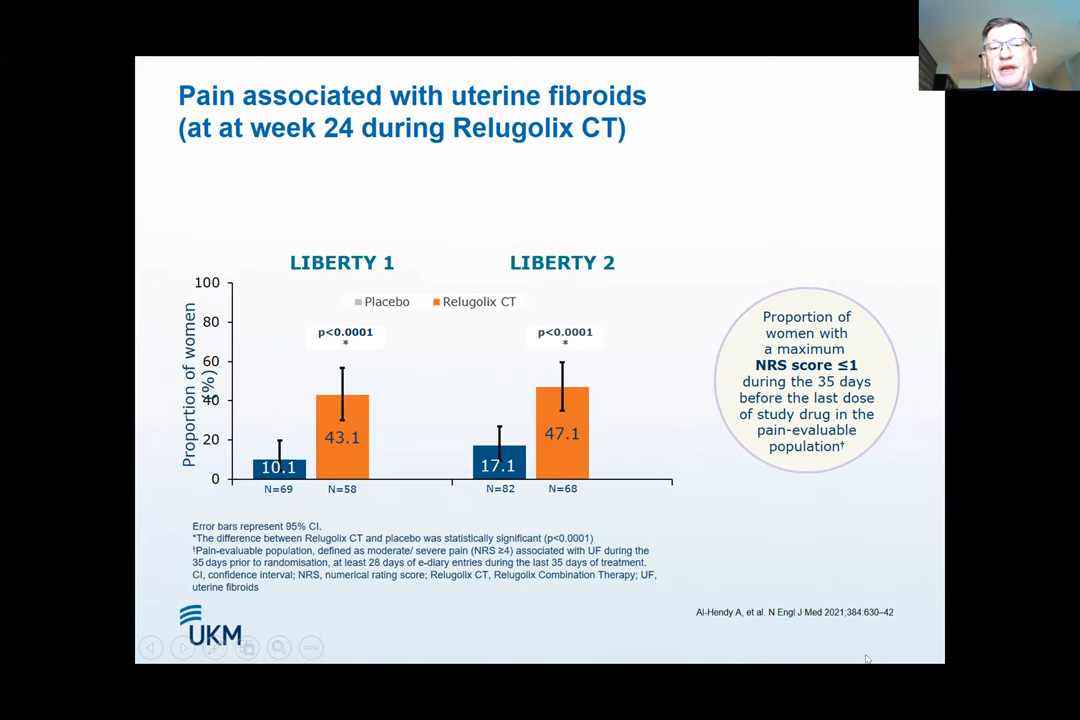 Pain associated with uterine fibroids
(at at week 24 during Relugolix CT)
LIBERTY 1
LIBERTY 2
Placebo
Relugolix CT
Proportion of women
(%)
100
80
60
40
20
0
p<0.0001
*
p<0.0001
*
10.1
43.1
17.1
47.1
N=69
N=58
N=82
N=68
Proportion of
women with
a maximum
NRS score ≤1
during the 35 days
before the last dose
of study drug in the
pain-evaluable
population†
Error bars represent 95% CI.
*The difference between Relugolix CT and placebo was statistically significant (p<0.0001)
†Pain-evaluable population, defined as moderate/ severe pain (NRS ≥4) associated with UF during the
35 days prior to randomisation, at least 28 days of e-diary entries during the last 35 days of treatment.
CI, confidence interval; NRS, numerical rating score; Relugolix CT, Relugolix Combination Therapy; UF,
uterine fibroids
Al-Hendy A, et al. N Engl J Med 2021;384:630–42
UKM